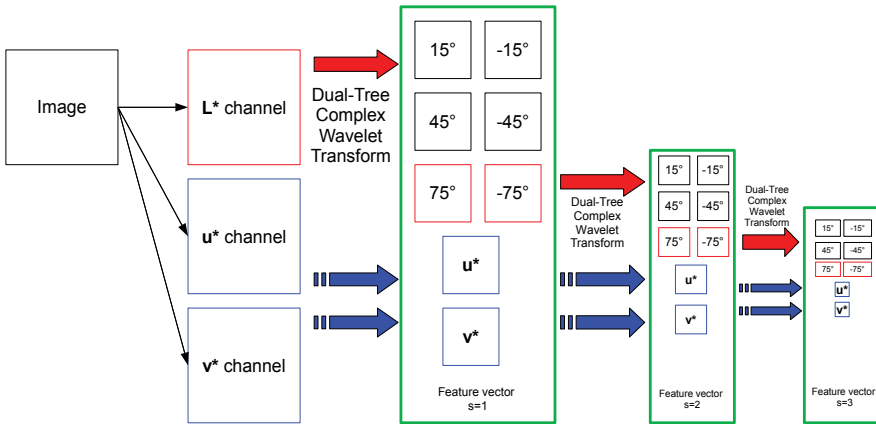 Image
L* channel
u* channel
v* channel
Dual-Tree
Complex
Wavelet
Transform
15° -15°
45° -45°
75° -75°
u*
v*
Feature vector
s=1
Dual-Tree
Complex
Wavelet
Transform
15° -15°
45° -45°
75° -75°
u*
v*
Feature vector
s=2
Dual-Tree
Complex
Wavelet
Transform
15° -15°
45° -45°
75° -75°
u*
v*
Feature vector
s=3